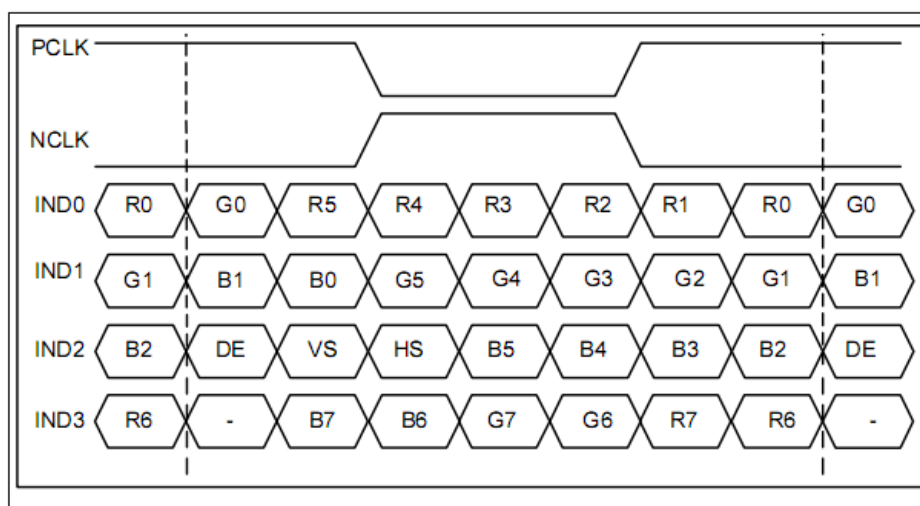 PCLK
NCLK
IND0 R0 G0 R5 R4 R3 R2 R1 R0 G0
IND1 G1 B1 B0 G5 G4 G3 G2 G1 B1
IND2 B2 DE VS HS B5 B4 B3 B2 DE
IND3 R6 - B7 B6 G7 G6 R7 R6 -